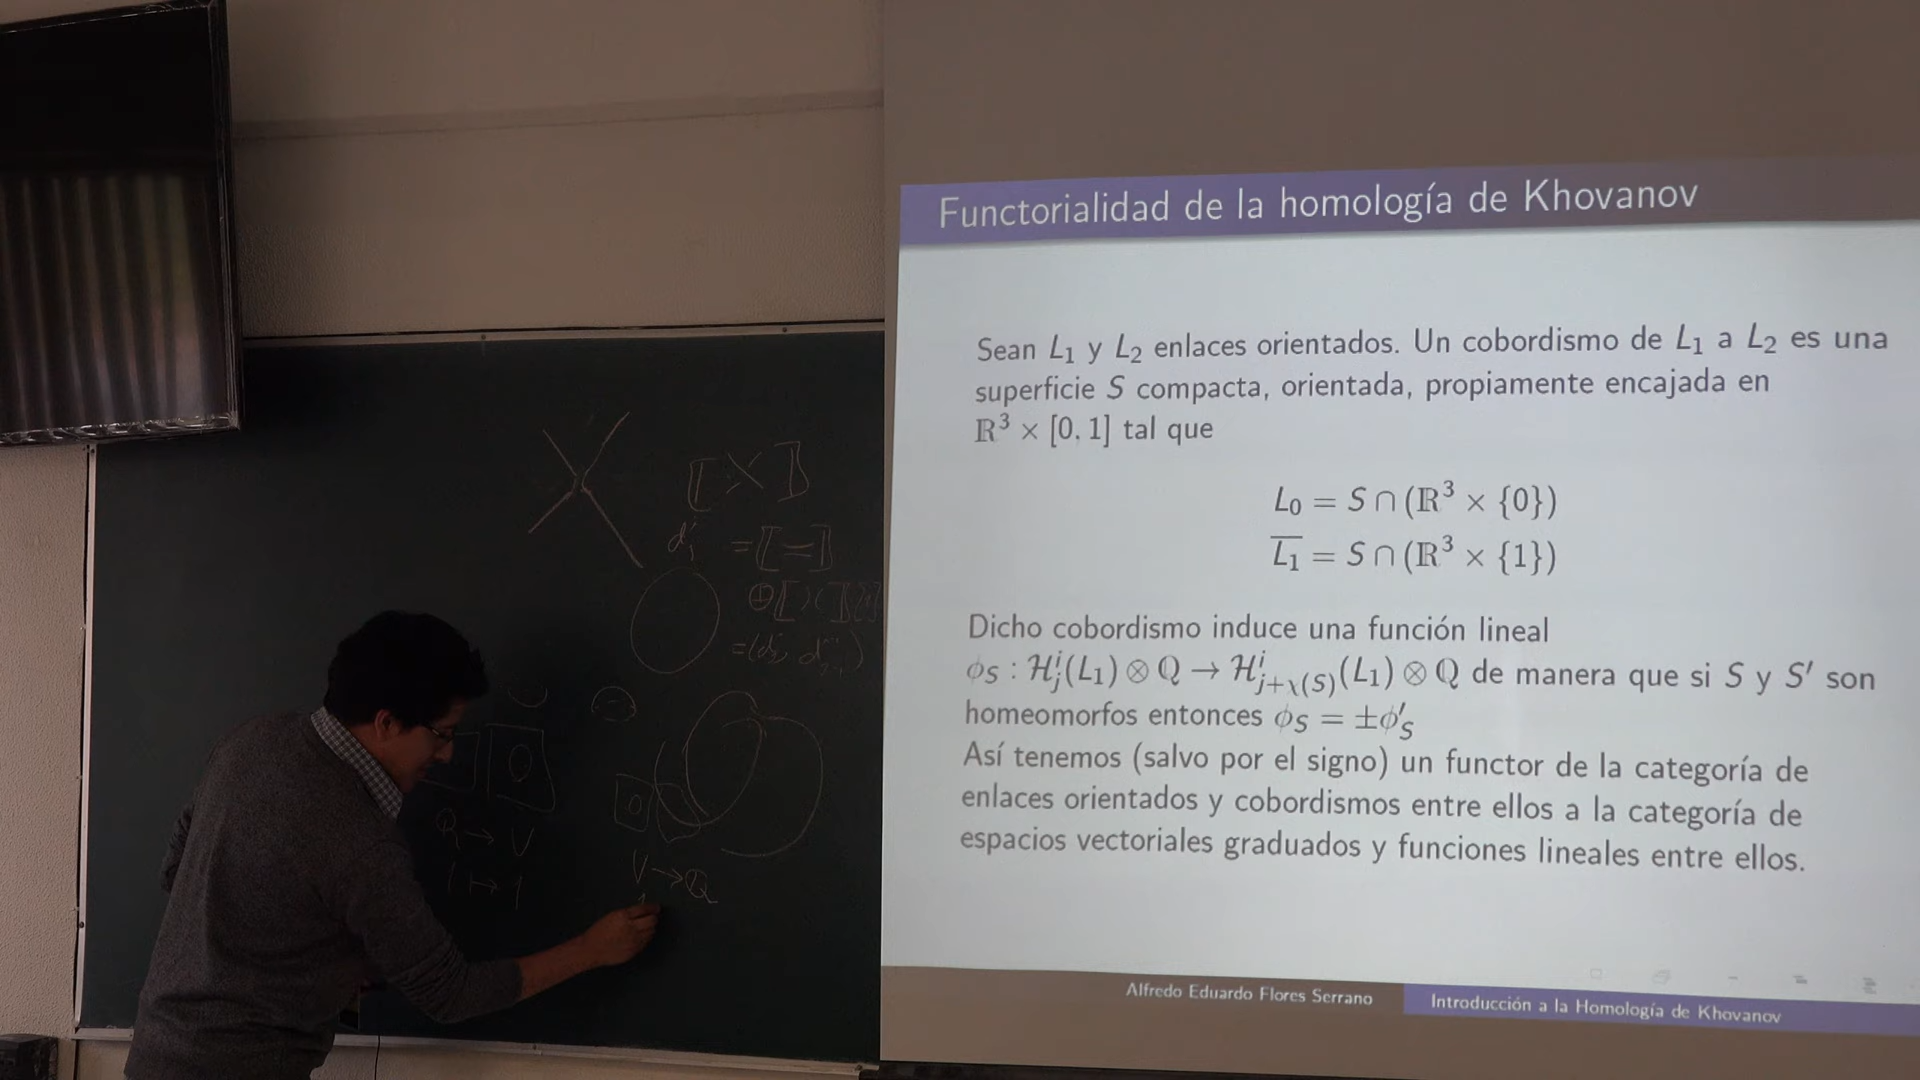 Functorialidad de la homología de Khovanov
Sean L₁ y L₂ enlaces orientados. Un cobordismo de L₁ a L₂ es una
superficie S compacta, orientada, propiamente encajada en
ℝ³ × [0, 1] tal que
L₀ = S ∩ (ℝ³ × {0})
L̅₁̅ = S ∩ (ℝ³ × {1})
Dicho cobordismo induce una función lineal
ϕ_S : ℋⁱ_j(L₁) ⊗ ℚ → ℋⁱ_{j+χ(S)}(L₁) ⊗ ℚ de manera que si S y S′ son
homeomorfos entonces ϕ_S = ±ϕ′_S
Así tenemos (salvo por el signo) un functor de la categoría de
enlaces orientados y cobordismos entre ellos a la categoría de
espacios vectoriales graduados y funciones lineales entre ellos.
Alfredo Eduardo Flores Serrano
Introducción a la Homología de Khovanov
ℚ → V
1 ↦ 1
V → ℚ